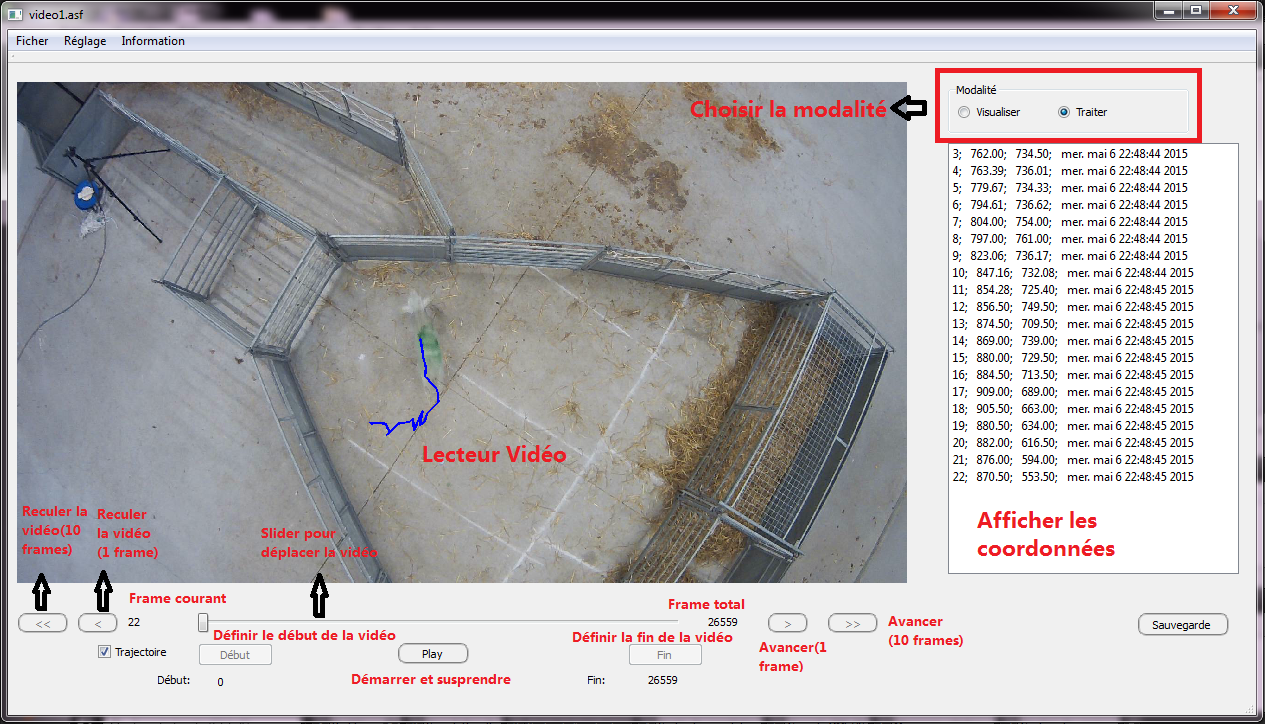 video1.asf
Ficher Réglage Information
Choisir la modalité
Modalité
Visualiser Traiter
3; 762.00; 734.50; mer. mai 6 22:48:44 2015
4; 763.39; 736.01; mer. mai 6 22:48:44 2015
5; 779.67; 734.33; mer. mai 6 22:48:44 2015
6; 794.61; 736.62; mer. mai 6 22:48:44 2015
7; 804.00; 754.00; mer. mai 6 22:48:44 2015
8; 797.00; 761.00; mer. mai 6 22:48:44 2015
9; 823.06; 736.17; mer. mai 6 22:48:44 2015
10; 847.16; 732.08; mer. mai 6 22:48:44 2015
11; 854.28; 725.40; mer. mai 6 22:48:45 2015
12; 856.50; 749.50; mer. mai 6 22:48:45 2015
13; 874.50; 709.50; mer. mai 6 22:48:45 2015
14; 869.00; 739.00; mer. mai 6 22:48:45 2015
15; 880.00; 729.50; mer. mai 6 22:48:45 2015
16; 884.50; 713.50; mer. mai 6 22:48:45 2015
17; 909.00; 689.00; mer. mai 6 22:48:45 2015
18; 905.50; 663.00; mer. mai 6 22:48:45 2015
19; 880.50; 634.00; mer. mai 6 22:48:45 2015
20; 882.00; 616.50; mer. mai 6 22:48:45 2015
21; 876.00; 594.00; mer. mai 6 22:48:45 2015
22; 870.50; 553.50; mer. mai 6 22:48:45 2015
Afficher les
coordonnées
Lecteur Vidéo
Reculer la
vidéo(10
frames)
Reculer
la vidéo
(1 frame)
Slider pour
déplacer la vidéo
Frame courant
Frame total
<< < 22 26559 > >>
Avancer
(10 frames)
Sauvegarde
Définir le début de la vidéo
Définir la fin de la vidéo
Avancer(1
frame)
Trajectoire Début Play Fin
Début: 0
Démarrer et susprendre
Fin: 26559